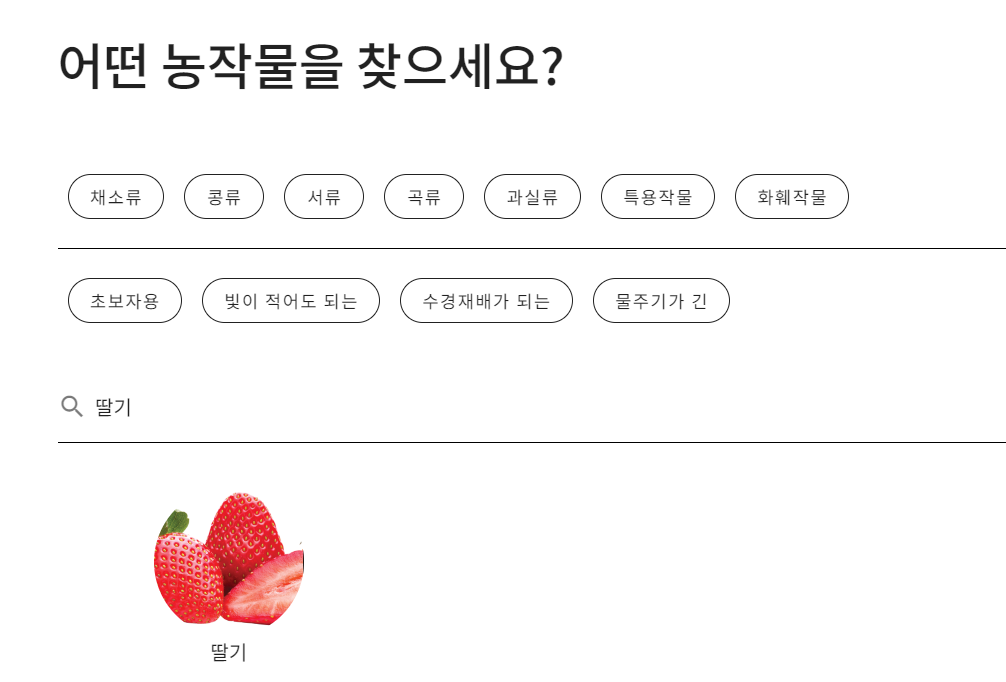 어떤 농작물을 찾으세요?
채소류 콩류 서류 곡류 과실류 특용작물 화훼작물
초보자용 빛이 적어도 되는 수경재배가 되는 물주기가 긴
딸기
딸기